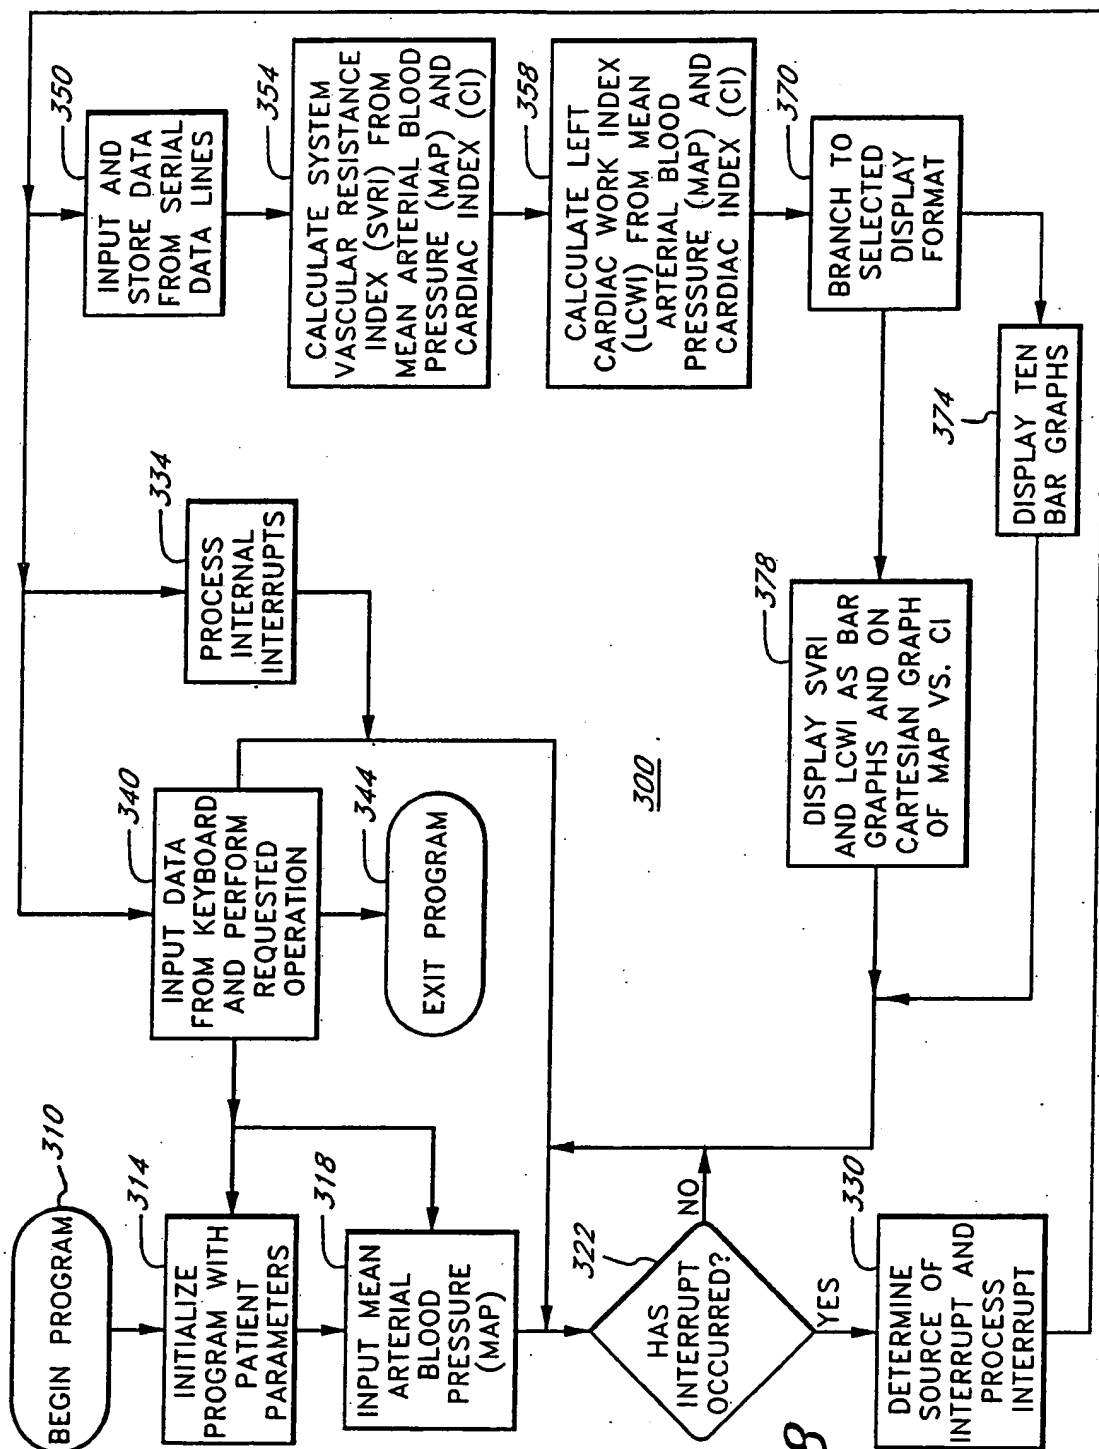 BEGIN PROGRAM
310
INITIALIZE
PROGRAM WITH
PATIENT
PARAMETERS
314
INPUT MEAN
ARTERIAL
BLOOD
PRESSURE
(MAP)
318
HAS
INTERRUPT
OCCURRED?
322
NO
YES
DETERMINE
SOURCE OF
INTERRUPT AND
PROCESS
INTERRUPT
330
INPUT DATA
FROM KEYBOARD
AND PERFORM
REQUESTED
OPERATION
340
EXIT PROGRAM
344
PROCESS
INTERNAL
INTERRUPTS
334
300
INPUT AND
STORE DATA
FROM SERIAL
DATA LINES
350
CALCULATE SYSTEM
VASCULAR RESISTANCE
INDEX (SVRI) FROM
MEAN ARTERIAL BLOOD
PRESSURE (MAP) AND
CARDIAC INDEX (CI)
354
CALCULATE LEFT
CARDIAC WORK INDEX
(LCWI) FROM MEAN
ARTERIAL BLOOD
PRESSURE (MAP) AND
CARDIAC INDEX (CI)
358
BRANCH TO
SELECTED
DISPLAY
FORMAT
370
DISPLAY TEN
BAR GRAPHS
374
DISPLAY SVRI
AND LCWI AS BAR
GRAPHS AND ON
CARTESIAN GRAPH
OF MAP VS. CI
378
8